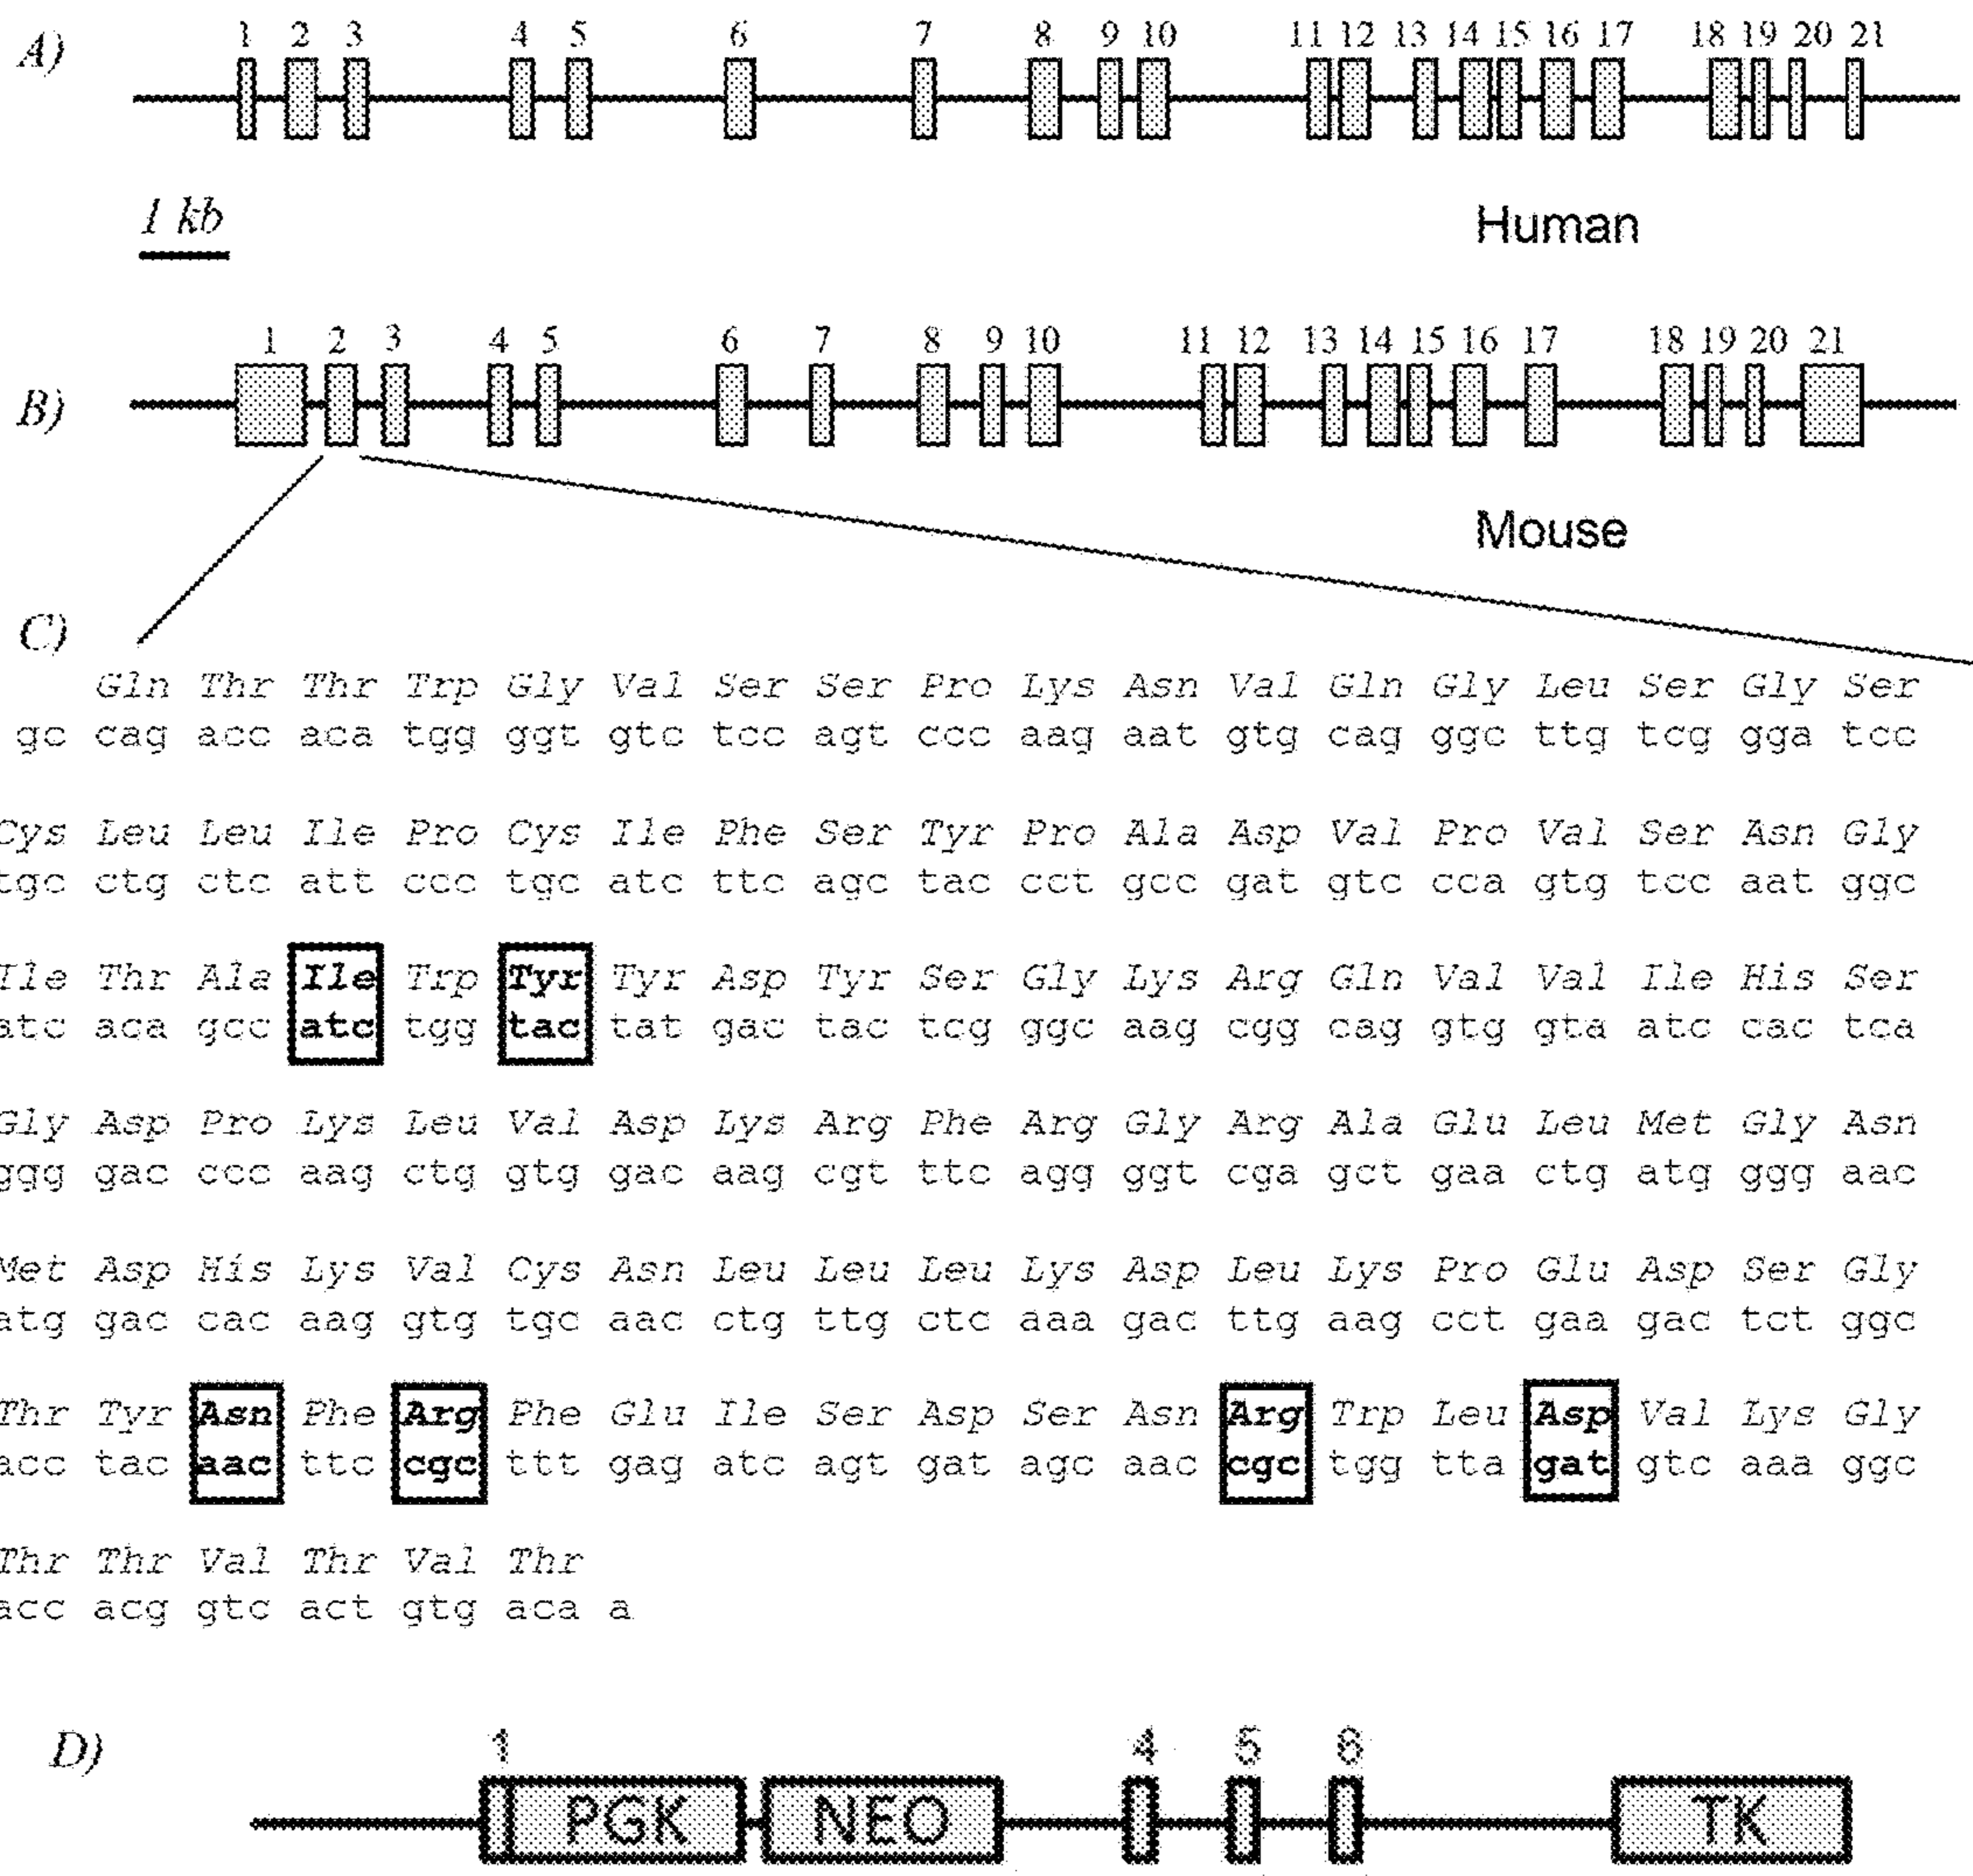 A)
1 2 3 4 5 6 7 8 9 10 11 12 13 14 15 16 17 18 19 20 21
1 kb
Human
B)
1 2 3 4 5 6 7 8 9 10 11 12 13 14 15 16 17 18 19 20 21
Mouse
C)
Gln Thr Thr Trp Gly Val Ser Ser Pro Lys Asn Val Gln Gly Leu Ser Gly Ser
gc cag acc aca tgg ggt gtc tcc agt ccc aag aat gtg cag ggc ttg tcg gga tcc
Cys Leu Leu Ile Pro Cys Ile Phe Ser Tyr Pro Ala Asp Val Pro Val Ser Asn Gly
tgc ctg ctc att ccc tgc atc ttc agc tac cct gcc gat gtc cca gtg tcc aat ggc
Ile Thr Ala Ile Trp Tyr Tyr Asp Tyr Ser Gly Lys Arg Gln Val Val Ile His Ser
atc aca gcc atc tgg tac tat gac tac tcg ggc aag cgg cag gtg gta atc cac tca
Gly Asp Pro Lys Leu Val Asp Lys Arg Phe Arg Gly Arg Ala Glu Leu Met Gly Asn
ggg gac ccc aag ctg gtg gac aag cgt ttc agg ggt cga gct gaa ctg atg ggg aac
Met Asp His Lys Val Cys Asn Leu Leu Leu Lys Asp Leu Lys Pro Glu Asp Ser Gly
atg gac cac aag gtg tgc aac ctg ttg ctc aaa gac ttg aag cct gaa gac tct ggc
Thr Tyr Asn Phe Arg Phe Glu Ile Ser Asp Ser Asn Arg Trp Leu Asp Val Lys Gly
acc tac aac ttc cgc ttt gag atc agt gat agc aac cgc tgg tta gat gtc aaa ggc
Thr Thr Val Thr Val Thr
acc acg gtc act gtg aca a
D)
1 4 5 6
PGK NEO TK